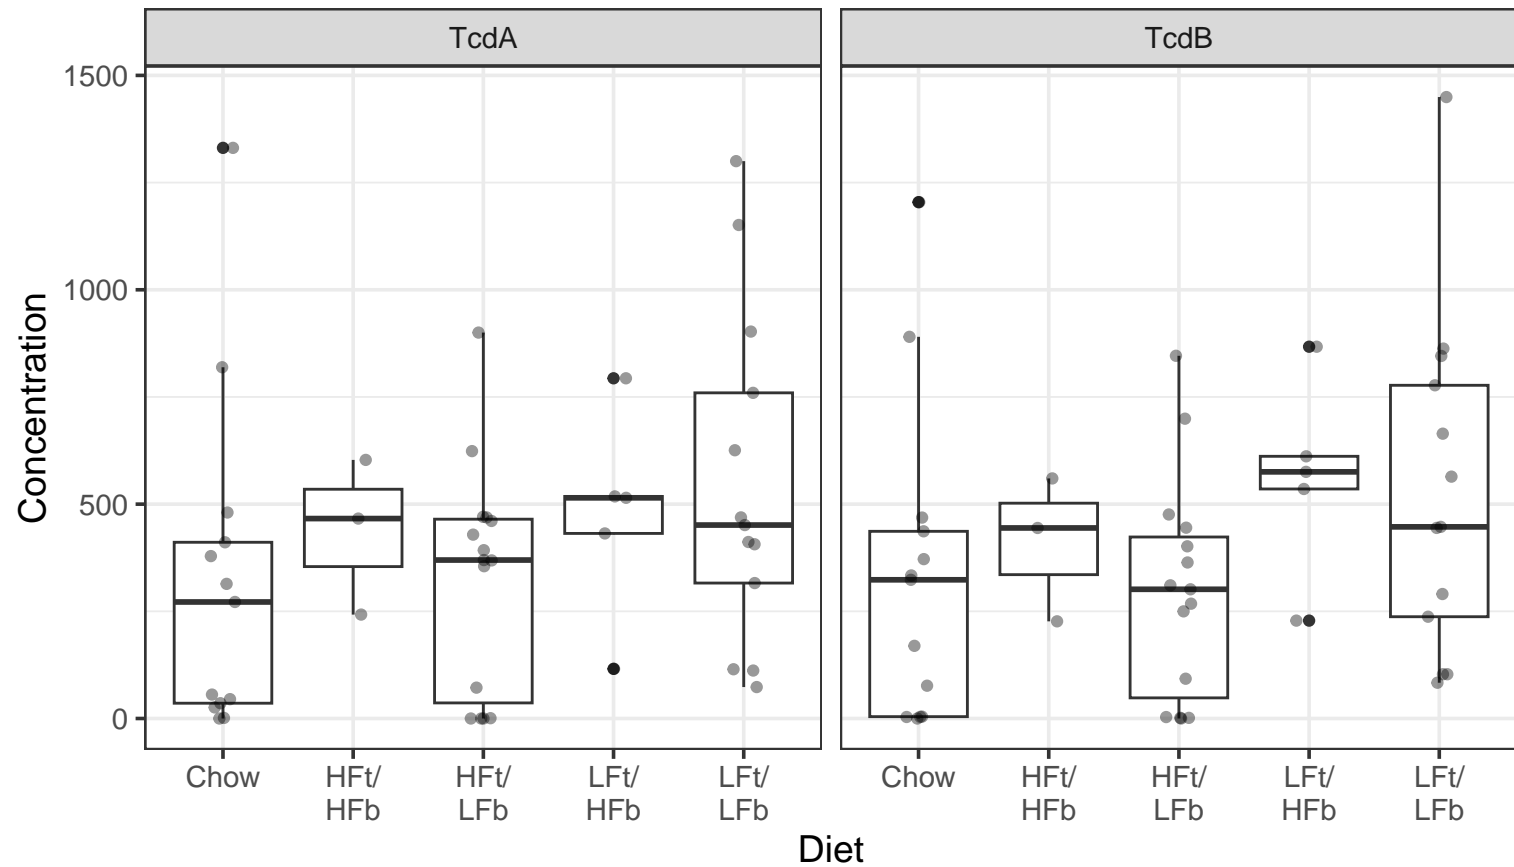 TcdA
TcdB
Concentration
1500
1000
500
0
Chow
HFt/
HFb
HFt/
LFb
LFt/
HFb
LFt/
LFb
Chow
HFt/
HFb
HFt/
LFb
LFt/
HFb
LFt/
LFb
Diet